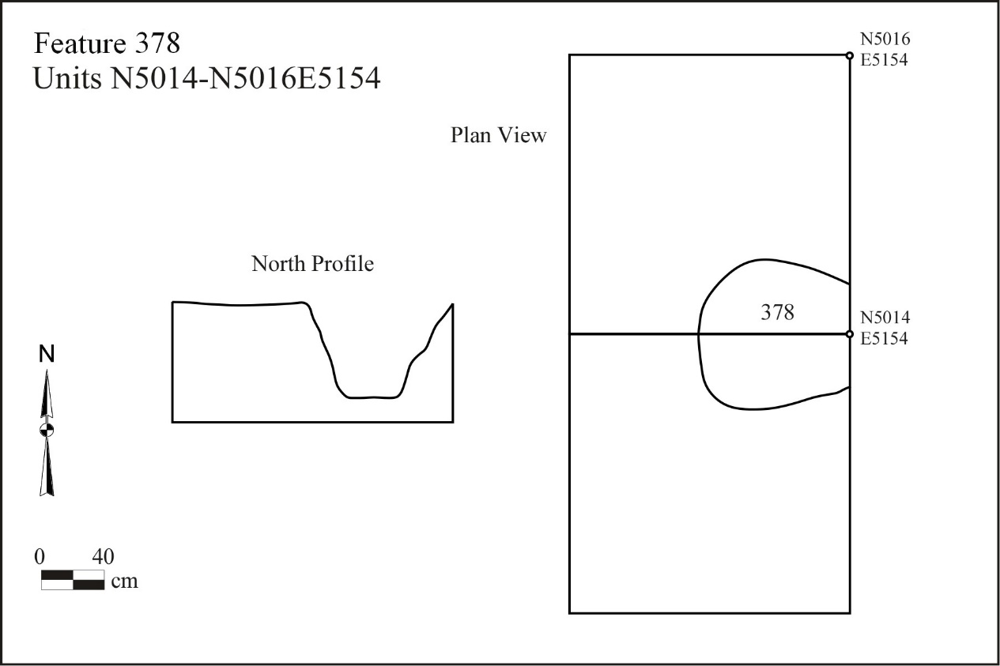 Feature 378
Units N5014-N5016E5154
N5016
E5154
Plan View
North Profile
378
N5014
E5154
N
0 40
cm